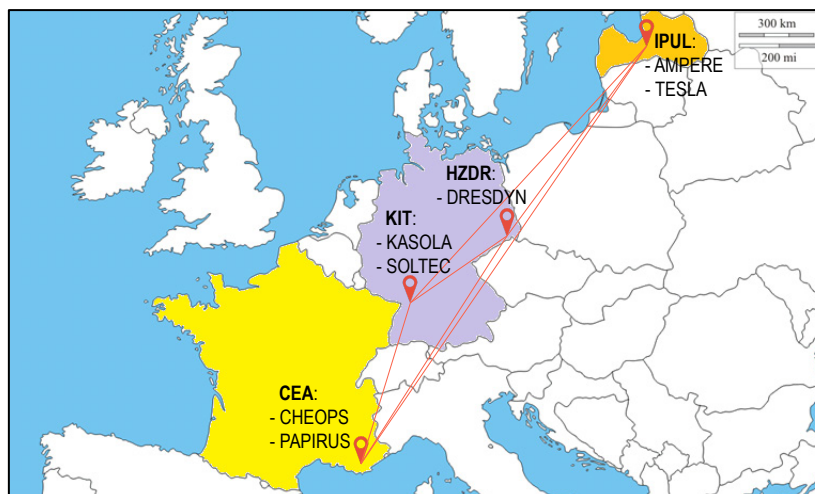 300 km
200 mi
IPUL:
- AMPERE
- TESLA
HZDR:
- DRESDYN
KIT:
- KASOLA
- SOLTEC
CEA:
- CHEOPS
- PAPIRUS